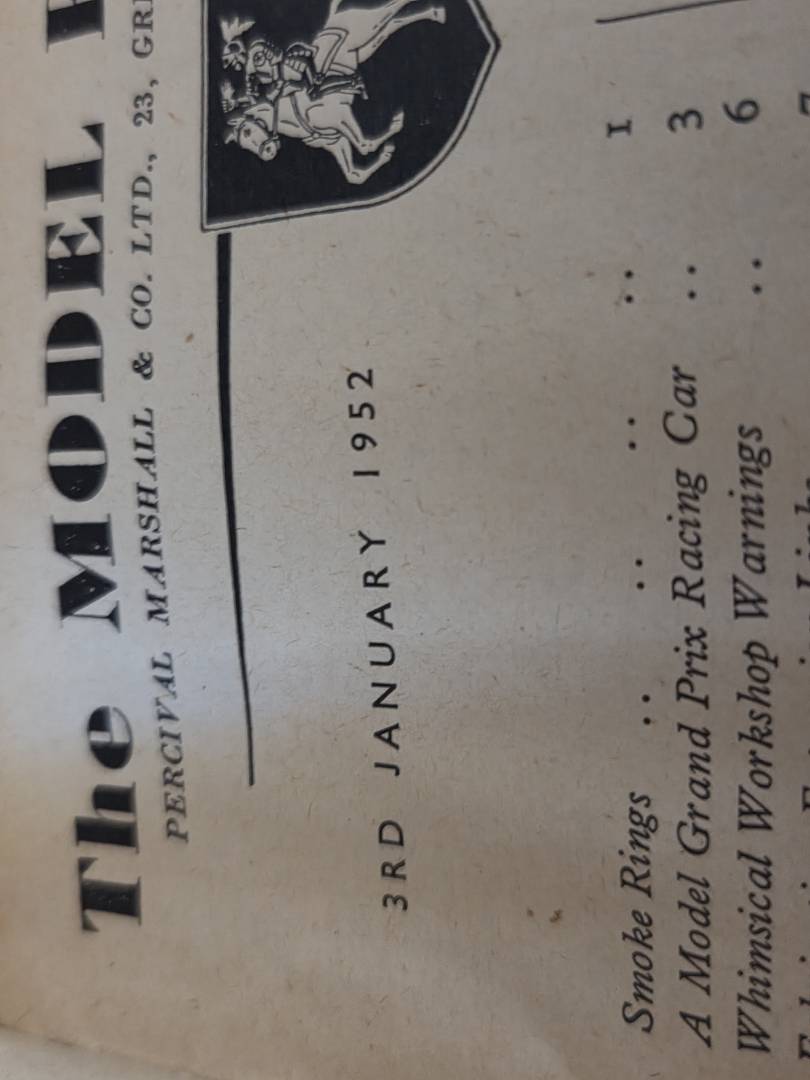 The MODEL
PERCIVAL MARSHALL & CO. LTD., 23,
3RD JANUARY 1952
Smoke Rings .. .. .. .. 1
A Model Grand Prix Racing Car .. 3
Whimsical Workshop Warnings .. 6